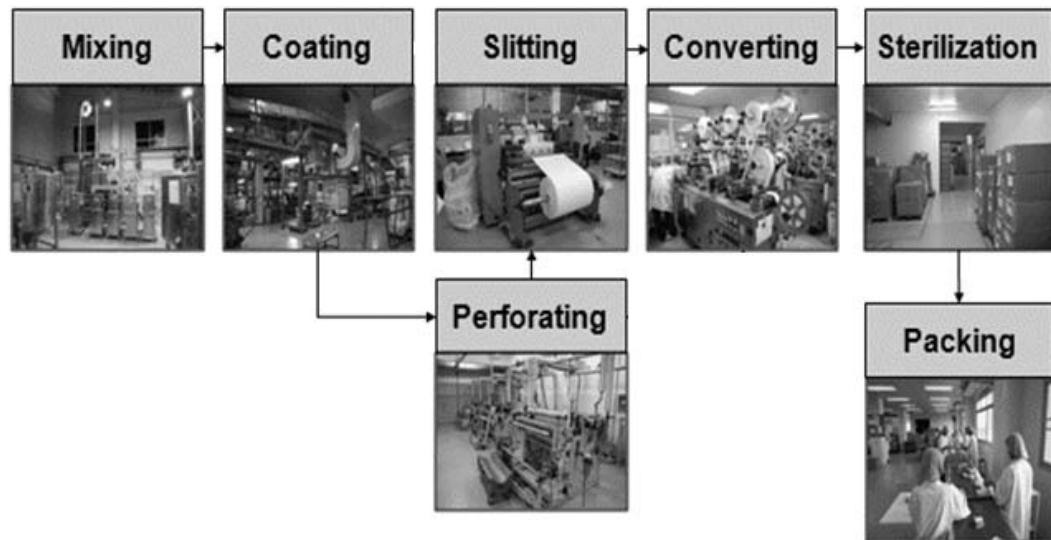 Mixing
Coating
Slitting
Converting
Sterilization
Perforating
Packing